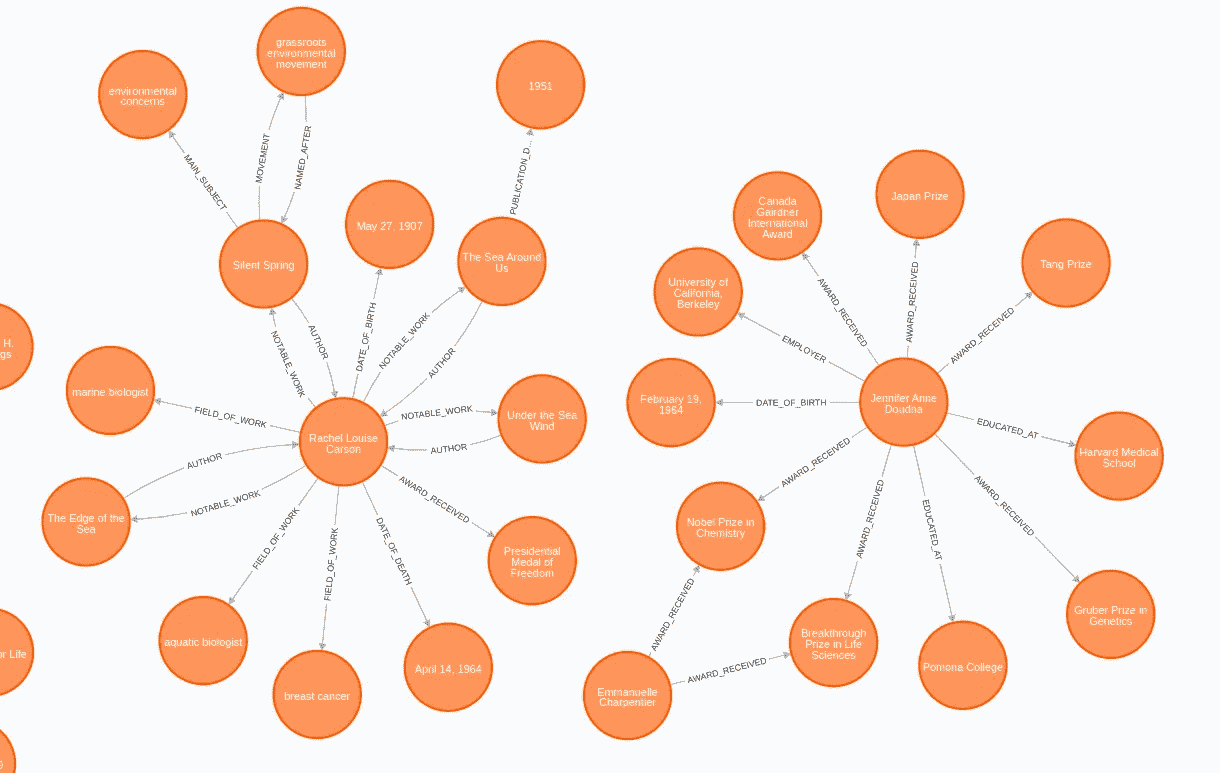 grassroots
environmental
movement
environmental
concerns
1951
MOVEMENT
NAMED_AFTER
MAIN_SUBJECT
PUBLICATION_D...
May 27, 1907
Silent Spring
The Sea Around
Us
H.
gs
DATE_OF_BIRTH
NOTABLE_WORK
AUTHOR
NOTABLE_WORK
AUTHOR
marine biologist
FIELD_OF_WORK
NOTABLE_WORK
Under the Sea
Wind
AUTHOR
Rachel Louise
Carson
AUTHOR
NOTABLE_WORK
The Edge of the
Sea
AWARD_RECEIVED
FIELD_OF_WORK
FIELD_OF_WORK
DATE_OF_DEATH
Presidential
Medal of
Freedom
or Life
aquatic biologist
breast cancer
April 14, 1964
Japan Prize
Canada
Gairdner
International
Award
Tang Prize
University of
California,
Berkeley
AWARD_RECEIVED
AWARD_RECEIVED
AWARD_RECEIVED
EMPLOYER
February 19,
1964
DATE_OF_BIRTH
Jennifer Anne
Doudna
EDUCATED_AT
Harvard Medical
School
AWARD_RECEIVED
AWARD_RECEIVED
EDUCATED_AT
AWARD_RECEIVED
Nobel Prize in
Chemistry
Gruber Prize in
Genetics
AWARD_RECEIVED
Breakthrough
Prize in Life
Sciences
Pomona College
AWARD_RECEIVED
Emmanuelle
Charpentier